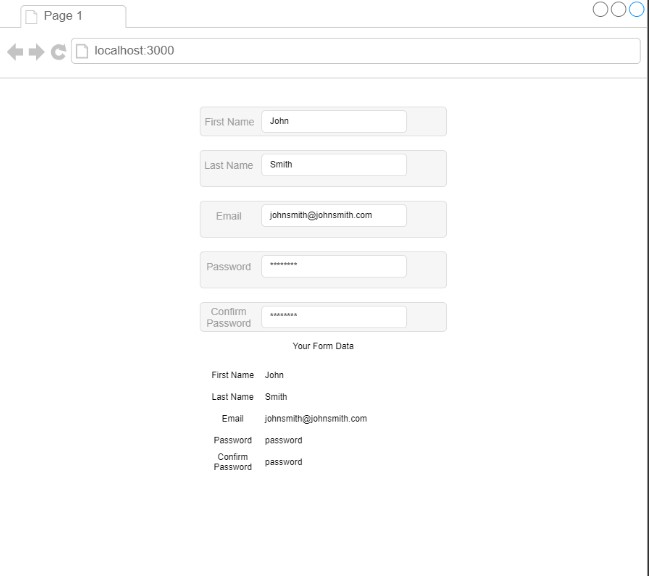 Page 1
localhost:3000
First Name John
Last Name Smith
Email johnsmith@johnsmith.com
Password ********
Confirm
Password ********
Your Form Data
First Name John
Last Name Smith
Email johnsmith@johnsmith.com
Password password
Confirm
Password password